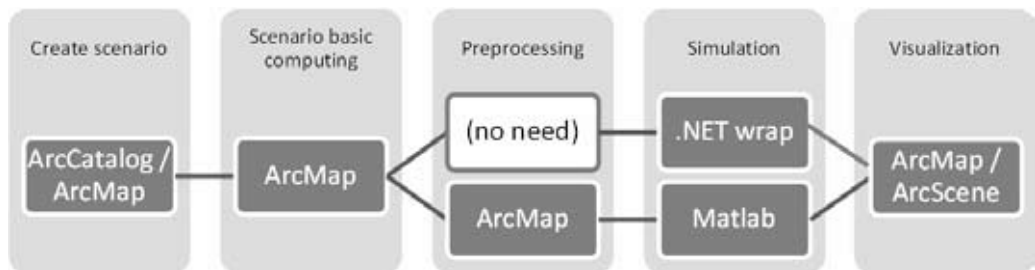 Create scenario
Scenario basic
computing
Preprocessing
Simulation
Visualization
ArcCatalog /
ArcMap
ArcMap
(no need)
ArcMap
.NET wrap
Matlab
ArcMap /
ArcScene